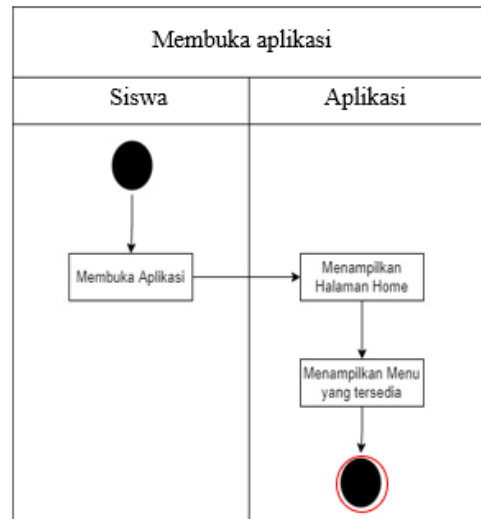 Membuka aplikasi
Siswa
Aplikasi
Membuka Aplikasi
Menampilkan
Halaman Home
Menampilkan Menu
yang tersedia